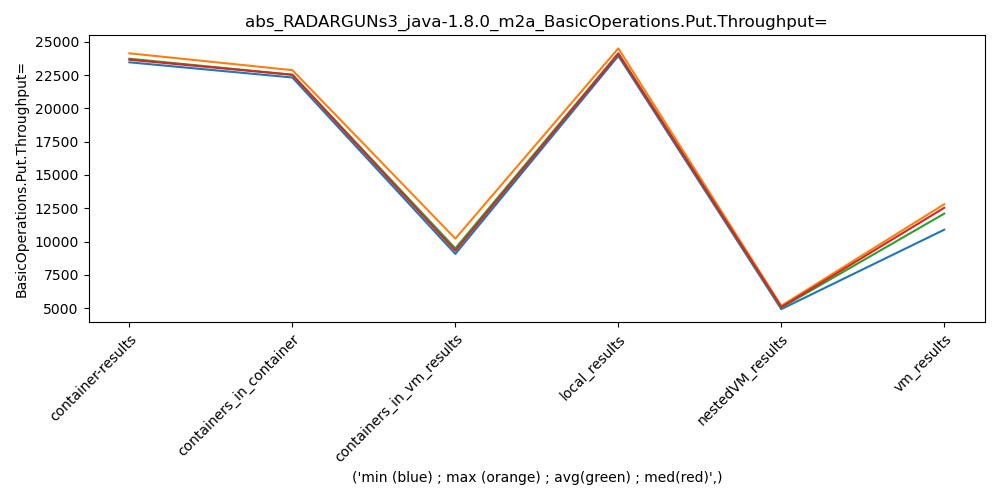 abs_RADARGUNs3_java-1.8.0_m2a_BasicOperations.Put.Throughput=
BasicOperations.Put.Throughput=
25000
22500
20000
17500
15000
12500
10000
7500
5000
container-results
containers_in_container
containers_in_vm_results
local_results
nestedVM_results
vm_results
('min (blue) ; max (orange) ; avg(green) ; med(red)',)